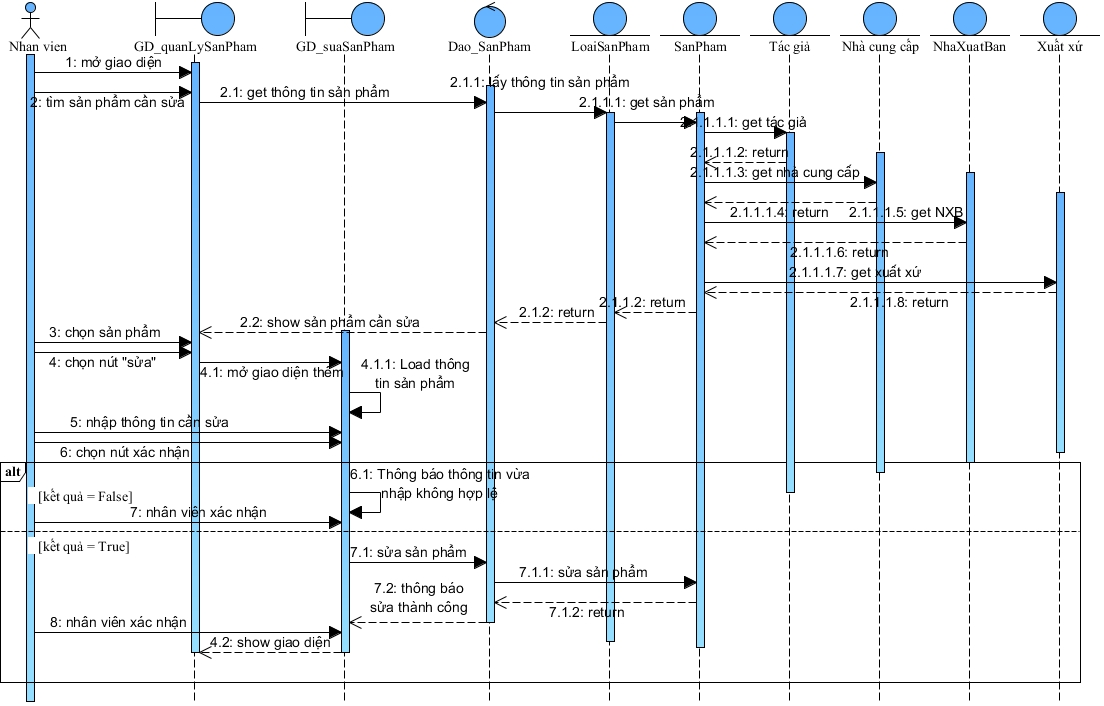 Nhan vien
GD_quanLySanPham
GD_suaSanPham
Dao_SanPham
LoaiSanPham
SanPham
Tác giả
Nhà cung cấp
NhaXuatBan
Xuất xứ
1: mở giao diện
2: tìm sản phẩm cần sửa
2.1: get thông tin sản phẩm
2.1.1: lấy thông tin sản phẩm
2.1.1.1: get sản phẩm
2.1.1.1.1: get tác giả
2.1.1.1.2: return
2.1.1.1.3: get nhà cung cấp
2.1.1.1.4: return
2.1.1.1.5: get NXB
2.1.1.1.6: return
2.1.1.1.7: get xuất xứ
2.1.1.1.8: return
2.1.1.2: return
2.1.2: return
2.2: show sản phẩm cần sửa
3: chọn sản phẩm
4: chọn nút "sửa"
4.1: mở giao diện thêm
4.1.1: Load thông
tin sản phẩm
5: nhập thông tin cần sửa
6: chọn nút xác nhận
alt
6.1: Thông báo thông tin vừa
nhập không hợp lệ
[kết quả = False]
7: nhân viên xác nhận
[kết quả = True]
7.1: sửa sản phẩm
7.1.1: sửa sản phẩm
7.2: thông báo
sửa thành công
7.1.2: return
8: nhân viên xác nhận
4.2: show giao diện